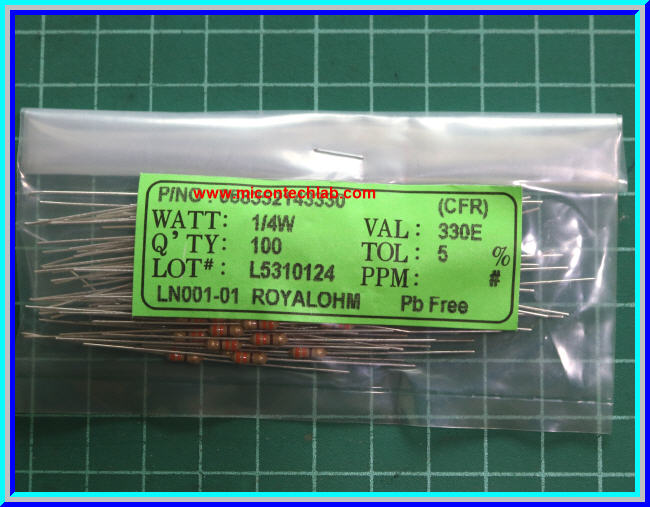 P/NO
www.micontechlab.com
(CFR)
WATT: 1/4W VAL: 330E
Q'TY: 100 TOL: 5 %
LOT#: L5310124 PPM: #
LN001-01 ROYALOHM Pb Free